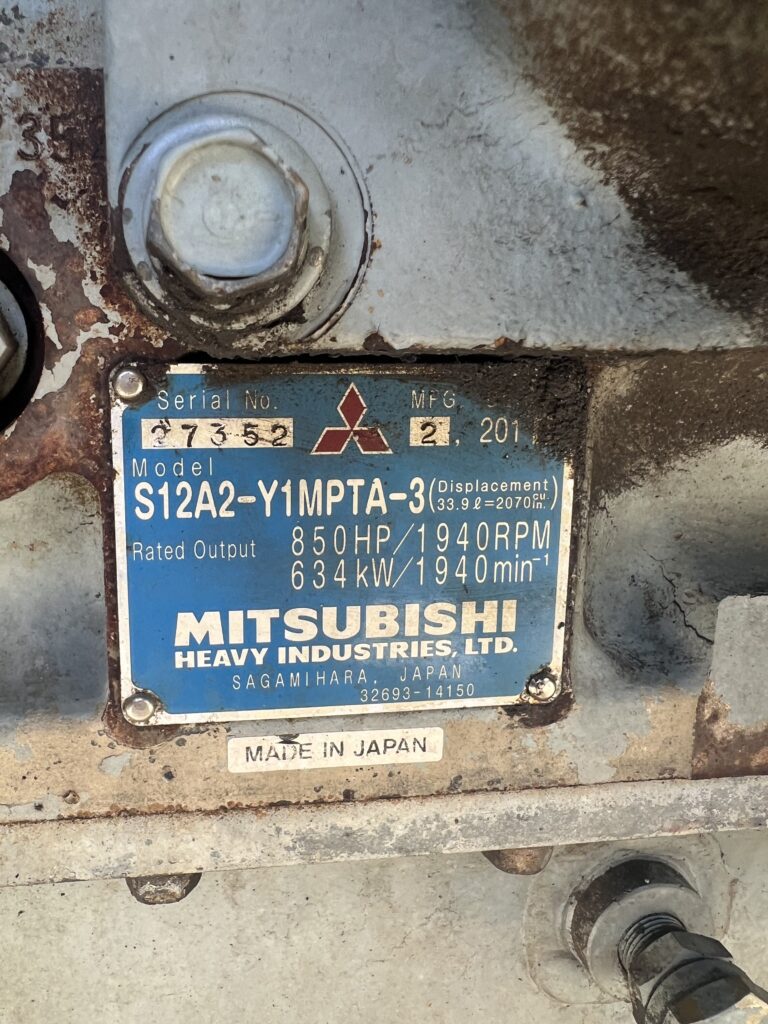 35
Serial No.
27352
MFG
2, 201
Model
S12A2-Y1MPTA-3 (Displacement 33.9ℓ=2070cu.in.)
Rated Output 850HP/1940RPM
634kW/1940min⁻¹
MITSUBISHI
HEAVY INDUSTRIES, LTD.
SAGAMIHARA, JAPAN
32693-14150
MADE IN JAPAN